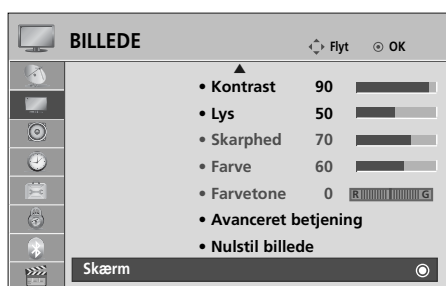 BILLEDE Flyt OK
• Kontrast 90
• Lys 50
• Skarphed 70
• Farve 60
• Farvetone 0 R G
• Avanceret betjening
• Nulstil billede
Skærm